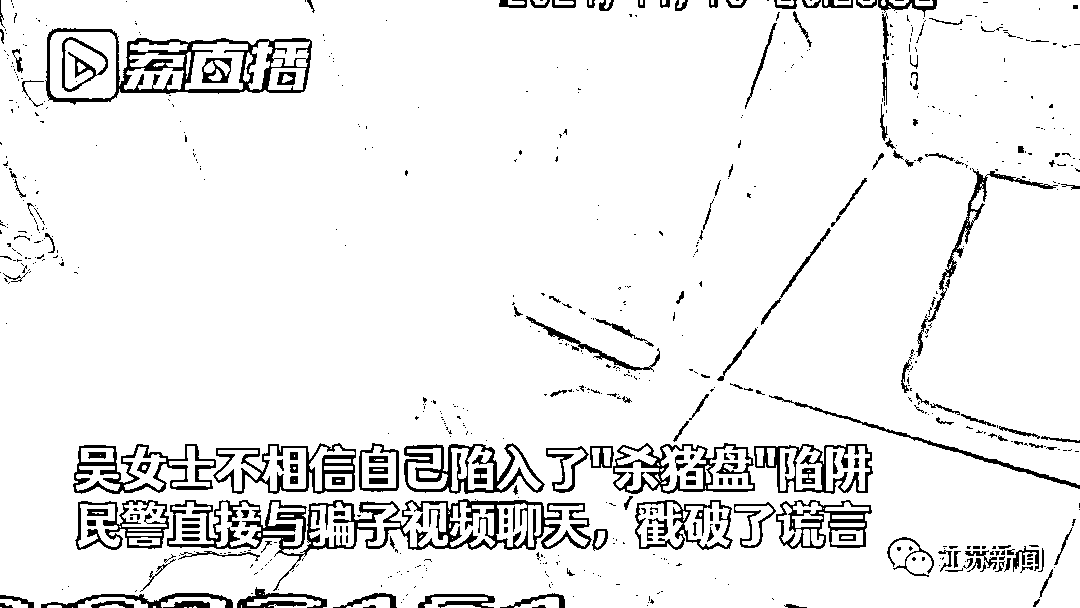 荔直播
吴女士不相信自己陷入了"杀猪盘"陷阱
民警直接与骗子视频聊天，戳破了谎言
江苏新闻